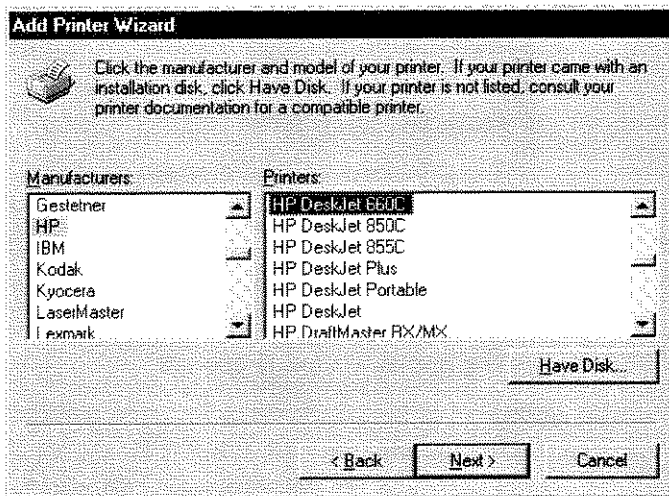 Add Printer Wizard
Click the manufacturer and model of your printer. If your printer came with an
installation disk, click Have Disk. If your printer is not listed, consult your
printer documentation for a compatible printer.
Manufacturers:
Gestetner
HP
IBM
Kodak
Kyocera
LaserMaster
Lexmark
Printers:
HP DeskJet 660C
HP DeskJet 850C
HP DeskJet 855C
HP DeskJet Plus
HP DeskJet Portable
HP DeskJet
HP DraftMaster RX/MX
Have Disk...
< Back
Next >
Cancel